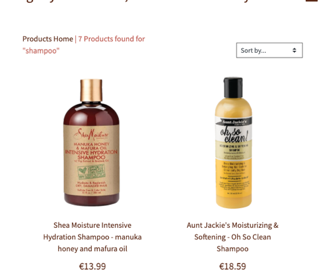 Products Home | 7 Products found for
"shampoo"
Sort by...
Shea Moisture
MANUKA HONEY
& MAFURA OIL
INTENSIVE HYDRATION
SHAMPOO
Aunt Jackie's
oh so
clean!
Shea Moisture Intensive
Hydration Shampoo - manuka
honey and mafura oil
€13.99
Aunt Jackie's Moisturizing &
Softening - Oh So Clean
Shampoo
€18.59